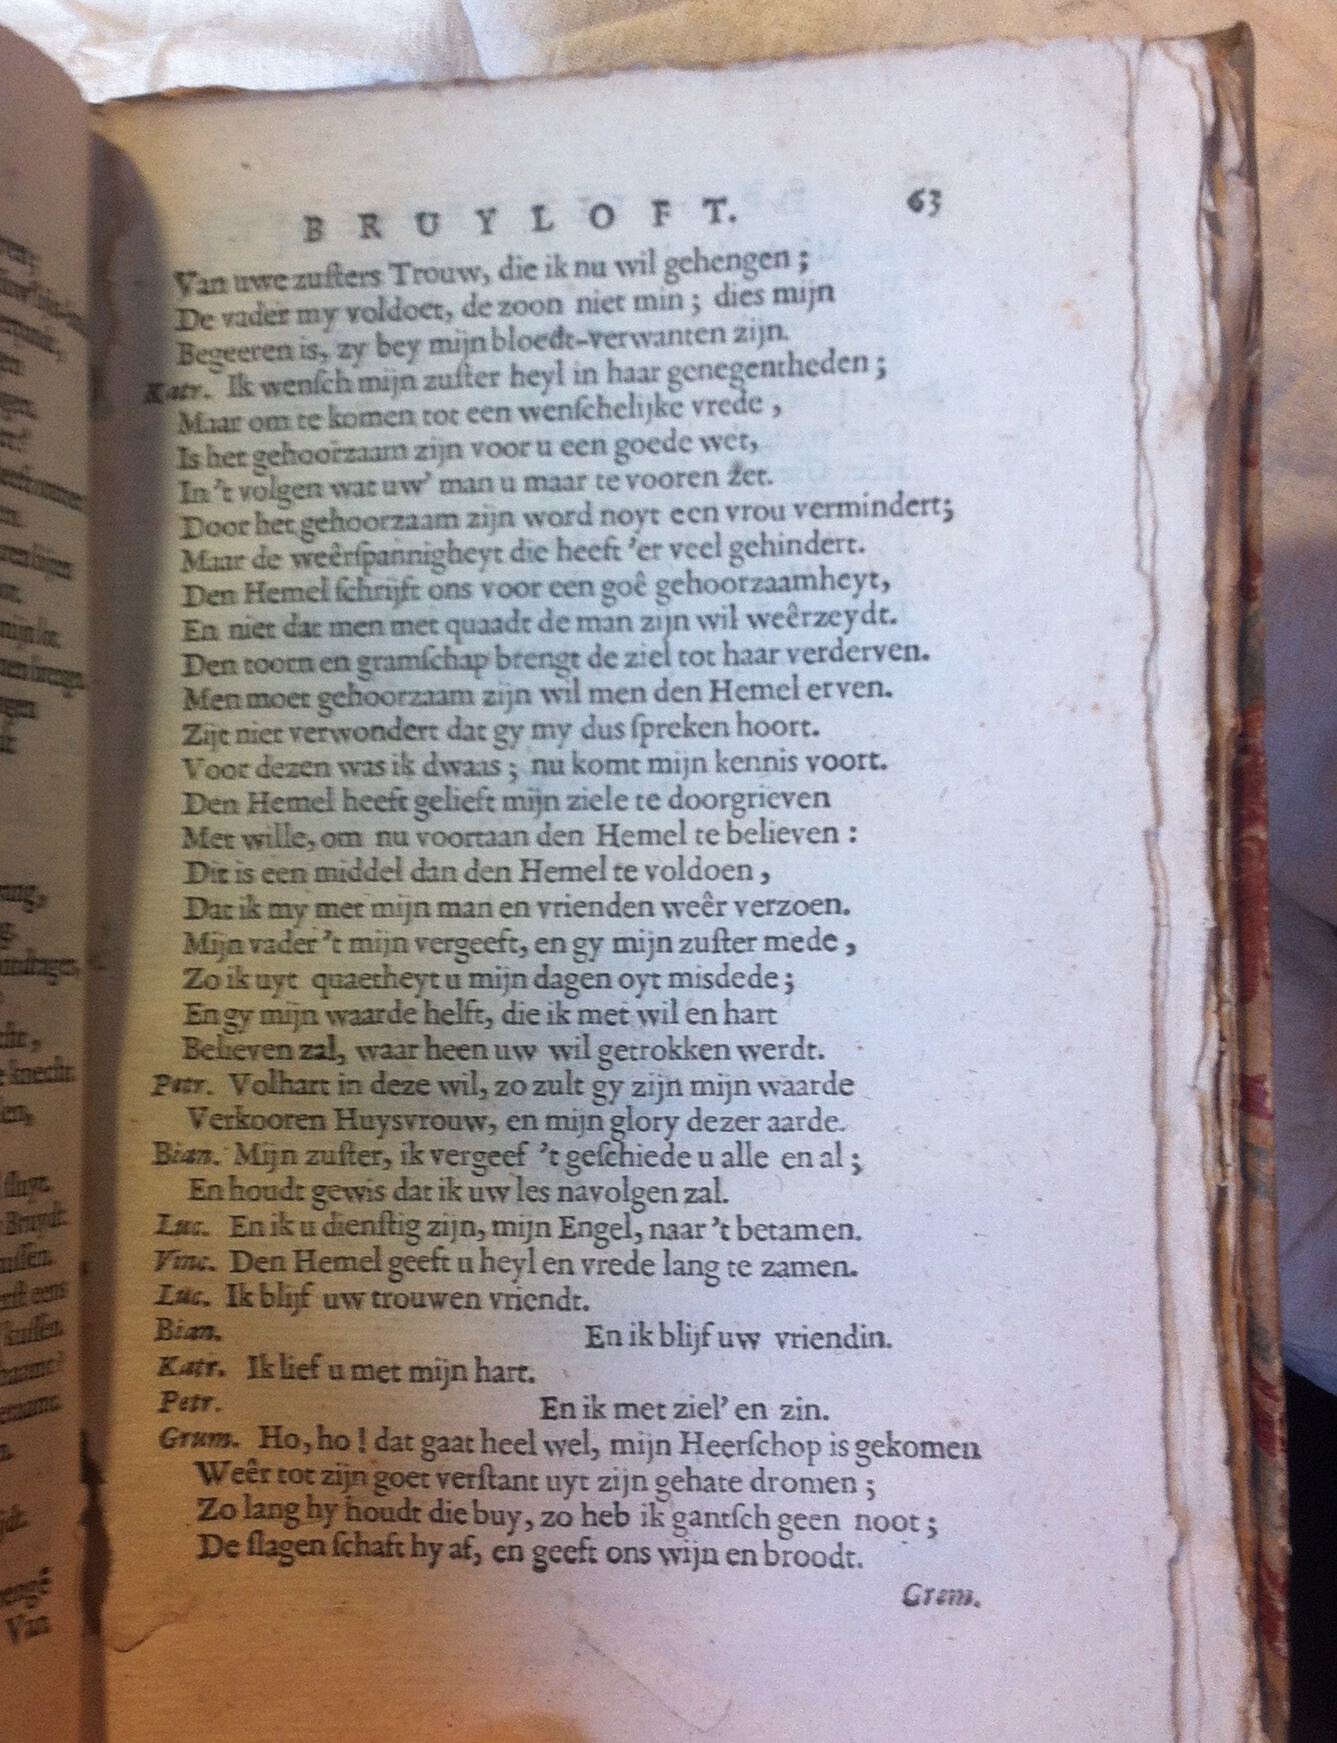 BRUYLOFT. 63
Van uwe zuſters Trouw, die ik nu wil gehengen;
De vader my voldoet, de zoon niet min; dies mijn
Begeeren is, zy bey mijn bloedt-verwanten zijn.
Katr. Ik wenſch mijn zuſter heyl in haar genegentheden;
Maar om te komen tot een wenſchelijke vrede,
Is het gehoorzaam zijn voor u een goede wet,
In 't volgen wat uw' man u maar te vooren zet.
Door het gehoorzaam zijn word noyt een vrou vermindert;
Maar de weêrſpannigheyt die heeft 'er veel gehindert.
Den Hemel ſchrijft ons voor een goê gehoorzaamheyt,
En niet dat men met quaadt de man zijn wil weêrzeydt.
Den toorn en gramſchap brengt de ziel tot haar verderven.
Men moet gehoorzaam zijn wil men den Hemel erven.
Zijt niet verwondert dat gy my dus ſpreken hoort.
Voor dezen was ik dwaas; nu komt mijn kennis voort.
Den Hemel heeft gelieft mijn ziele te doorgrieven
Met wille, om nu voortaan den Hemel te believen:
Dit is een middel dan den Hemel te voldoen,
Dat ik my met mijn man en vrienden weêr verzoen.
Mijn vader 't mijn vergeeft, en gy mijn zuſter mede,
Zo ik uyt quaetheyt u mijn dagen oyt misdede;
En gy mijn waarde helft, die ik met wil en hart
Believen zal, waar heen uw wil getrokken werdt.
Petr. Volhart in deze wil, zo zult gy zijn mijn waarde
Verkooren Huysvrouw, en mijn glory dezer aarde.
Bian. Mijn zuſter, ik vergeef 't geſchiede u alle en al;
En houdt gewis dat ik uw les navolgen zal.
Luc. En ik u dienſtig zijn, mijn Engel, naar 't betamen.
Vinc. Den Hemel geeft u heyl en vrede lang te zamen.
Luc. Ik blijf uw trouwen vriendt.
Bian. En ik blijf uw vriendin.
Katr. Ik lief u met mijn hart.
Petr. En ik met ziel' en zin.
Grum. Ho, ho! dat gaat heel wel, mijn Heerſchop is gekomen
Weêr tot zijn goet verſtant uyt zijn gehate dromen;
Zo lang hy houdt die buy, zo heb ik gantſch geen noot;
De ſlagen ſchaft hy af, en geeft ons wijn en broodt.
Grem.